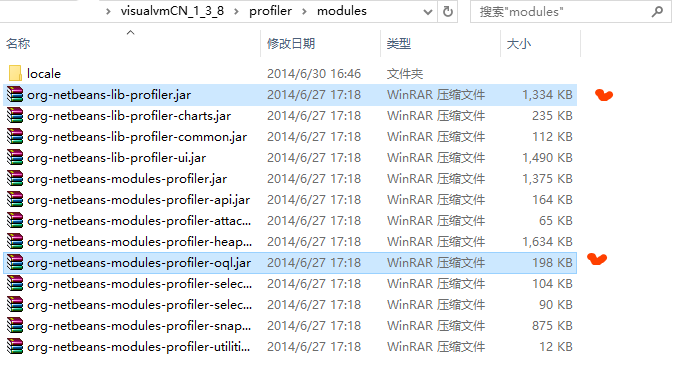 visualvmCN_1_3_8 > profiler > modules
搜索"modules"
名称 修改日期 类型 大小
locale 2014/6/30 16:46 文件夹
org-netbeans-lib-profiler.jar 2014/6/27 17:18 WinRAR 压缩文件 1,334 KB
org-netbeans-lib-profiler-charts.jar 2014/6/27 17:18 WinRAR 压缩文件 235 KB
org-netbeans-lib-profiler-common.jar 2014/6/27 17:18 WinRAR 压缩文件 112 KB
org-netbeans-lib-profiler-ui.jar 2014/6/27 17:18 WinRAR 压缩文件 1,490 KB
org-netbeans-modules-profiler.jar 2014/6/27 17:18 WinRAR 压缩文件 1,375 KB
org-netbeans-modules-profiler-api.jar 2014/6/27 17:18 WinRAR 压缩文件 164 KB
org-netbeans-modules-profiler-attac... 2014/6/27 17:18 WinRAR 压缩文件 65 KB
org-netbeans-modules-profiler-heap... 2014/6/27 17:18 WinRAR 压缩文件 1,634 KB
org-netbeans-modules-profiler-oql.jar 2014/6/27 17:18 WinRAR 压缩文件 198 KB
org-netbeans-modules-profiler-selec... 2014/6/27 17:18 WinRAR 压缩文件 104 KB
org-netbeans-modules-profiler-selec... 2014/6/27 17:18 WinRAR 压缩文件 90 KB
org-netbeans-modules-profiler-snap... 2014/6/27 17:18 WinRAR 压缩文件 875 KB
org-netbeans-modules-profiler-utiliti... 2014/6/27 17:18 WinRAR 压缩文件 12 KB